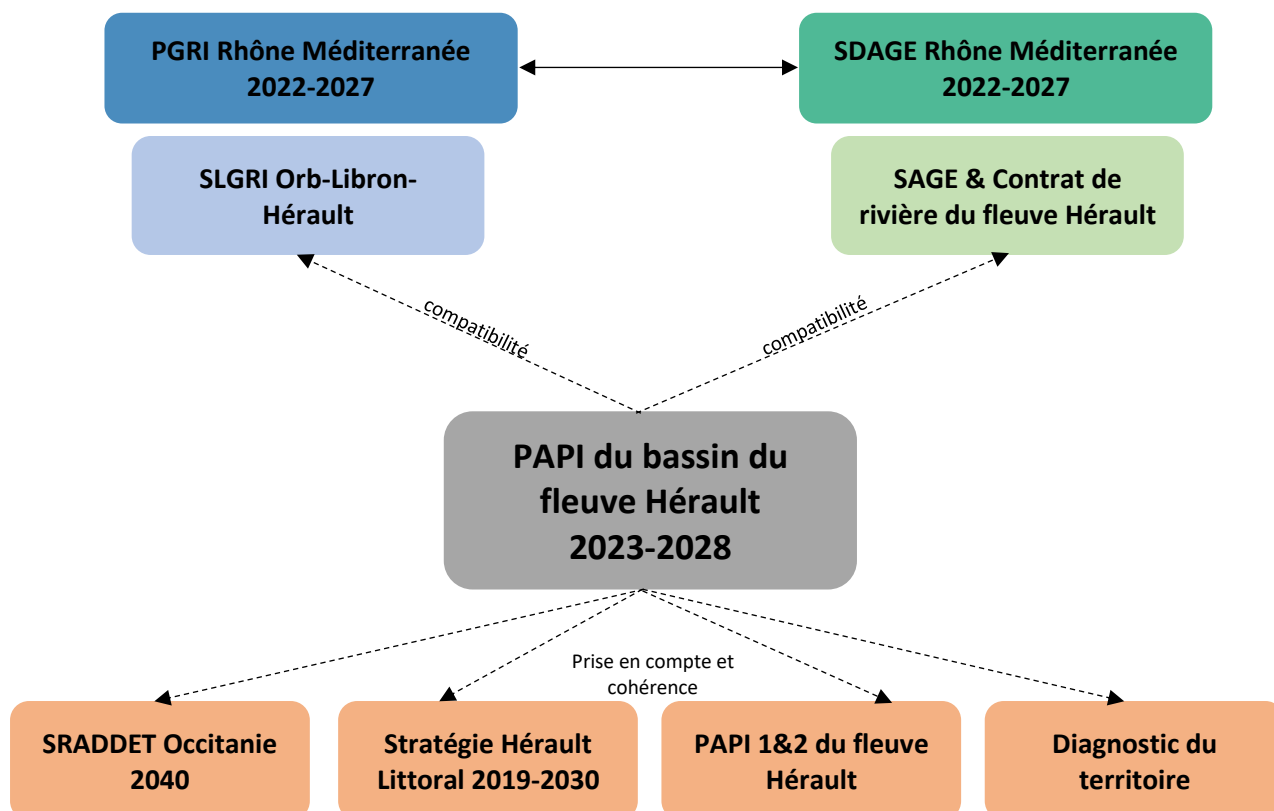 PGRI Rhône Méditerranée
2022-2027
SDAGE Rhône Méditerranée
2022-2027
SLGRI Orb-Libron-
Hérault
SAGE & Contrat de
rivière du fleuve Hérault
compatibilité
compatibilité
PAPI du bassin du
fleuve Hérault
2023-2028
Prise en compte et
cohérence
SRADDET Occitanie
2040
Stratégie Hérault
Littoral 2019-2030
PAPI 1&2 du fleuve
Hérault
Diagnostic du
territoire